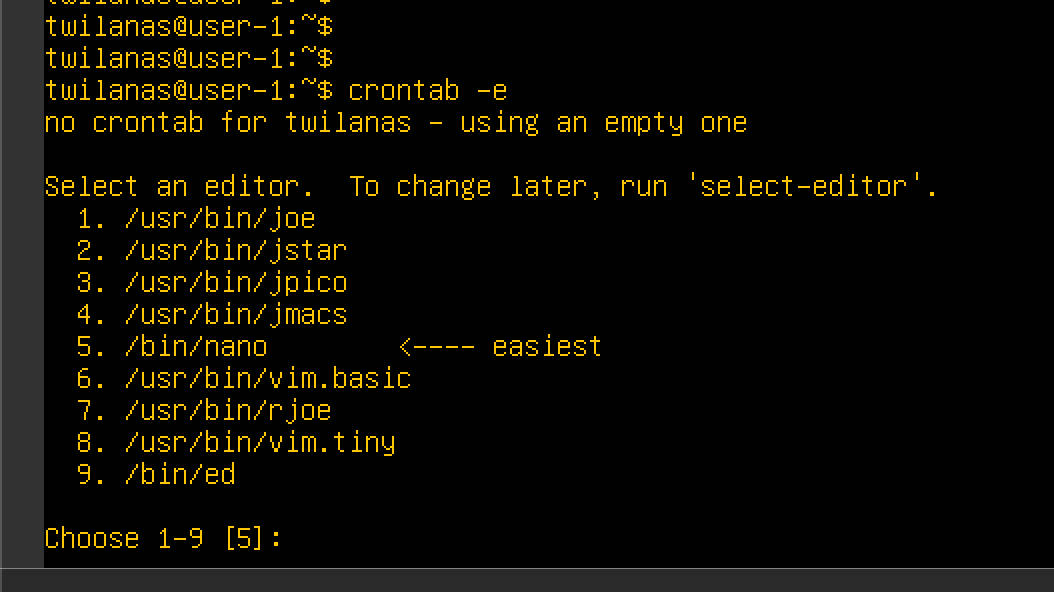 twilanas@user-1:~$
twilanas@user-1:~$
twilanas@user-1:~$
twilanas@user-1:~$ crontab -e
no crontab for twilanas - using an empty one
Select an editor.  To change later, run 'select-editor'.
  1. /usr/bin/joe
  2. /usr/bin/jstar
  3. /usr/bin/jpico
  4. /usr/bin/jmacs
  5. /bin/nano        <---- easiest
  6. /usr/bin/vim.basic
  7. /usr/bin/rjoe
  8. /usr/bin/vim.tiny
  9. /bin/ed
Choose 1-9 [5]: